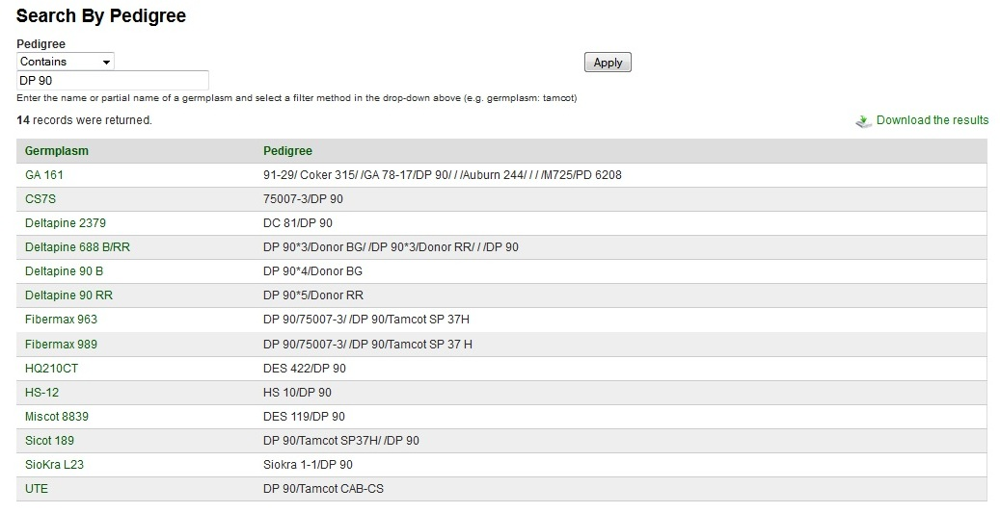 Search By Pedigree
Pedigree
Contains
Apply
DP 90
Enter the name or partial name of a germplasm and select a filter method in the drop-down above (e.g. germplasm: tamcot)
14 records were returned.
Download the results
Germplasm Pedigree
GA 161 91-29/ Coker 315/ /GA 78-17/DP 90/ / /Auburn 244/ / / /M725/PD 6208
CS7S 75007-3/DP 90
Deltapine 2379 DC 81/DP 90
Deltapine 688 B/RR DP 90*3/Donor BG/ /DP 90*3/Donor RR/ / /DP 90
Deltapine 90 B DP 90*4/Donor BG
Deltapine 90 RR DP 90*5/Donor RR
Fibermax 963 DP 90/75007-3/ /DP 90/Tamcot SP 37H
Fibermax 989 DP 90/75007-3/ /DP 90/Tamcot SP 37 H
HQ210CT DES 422/DP 90
HS-12 HS 10/DP 90
Miscot 8839 DES 119/DP 90
Sicot 189 DP 90/Tamcot SP37H/ /DP 90
SioKra L23 Siokra 1-1/DP 90
UTE DP 90/Tamcot CAB-CS